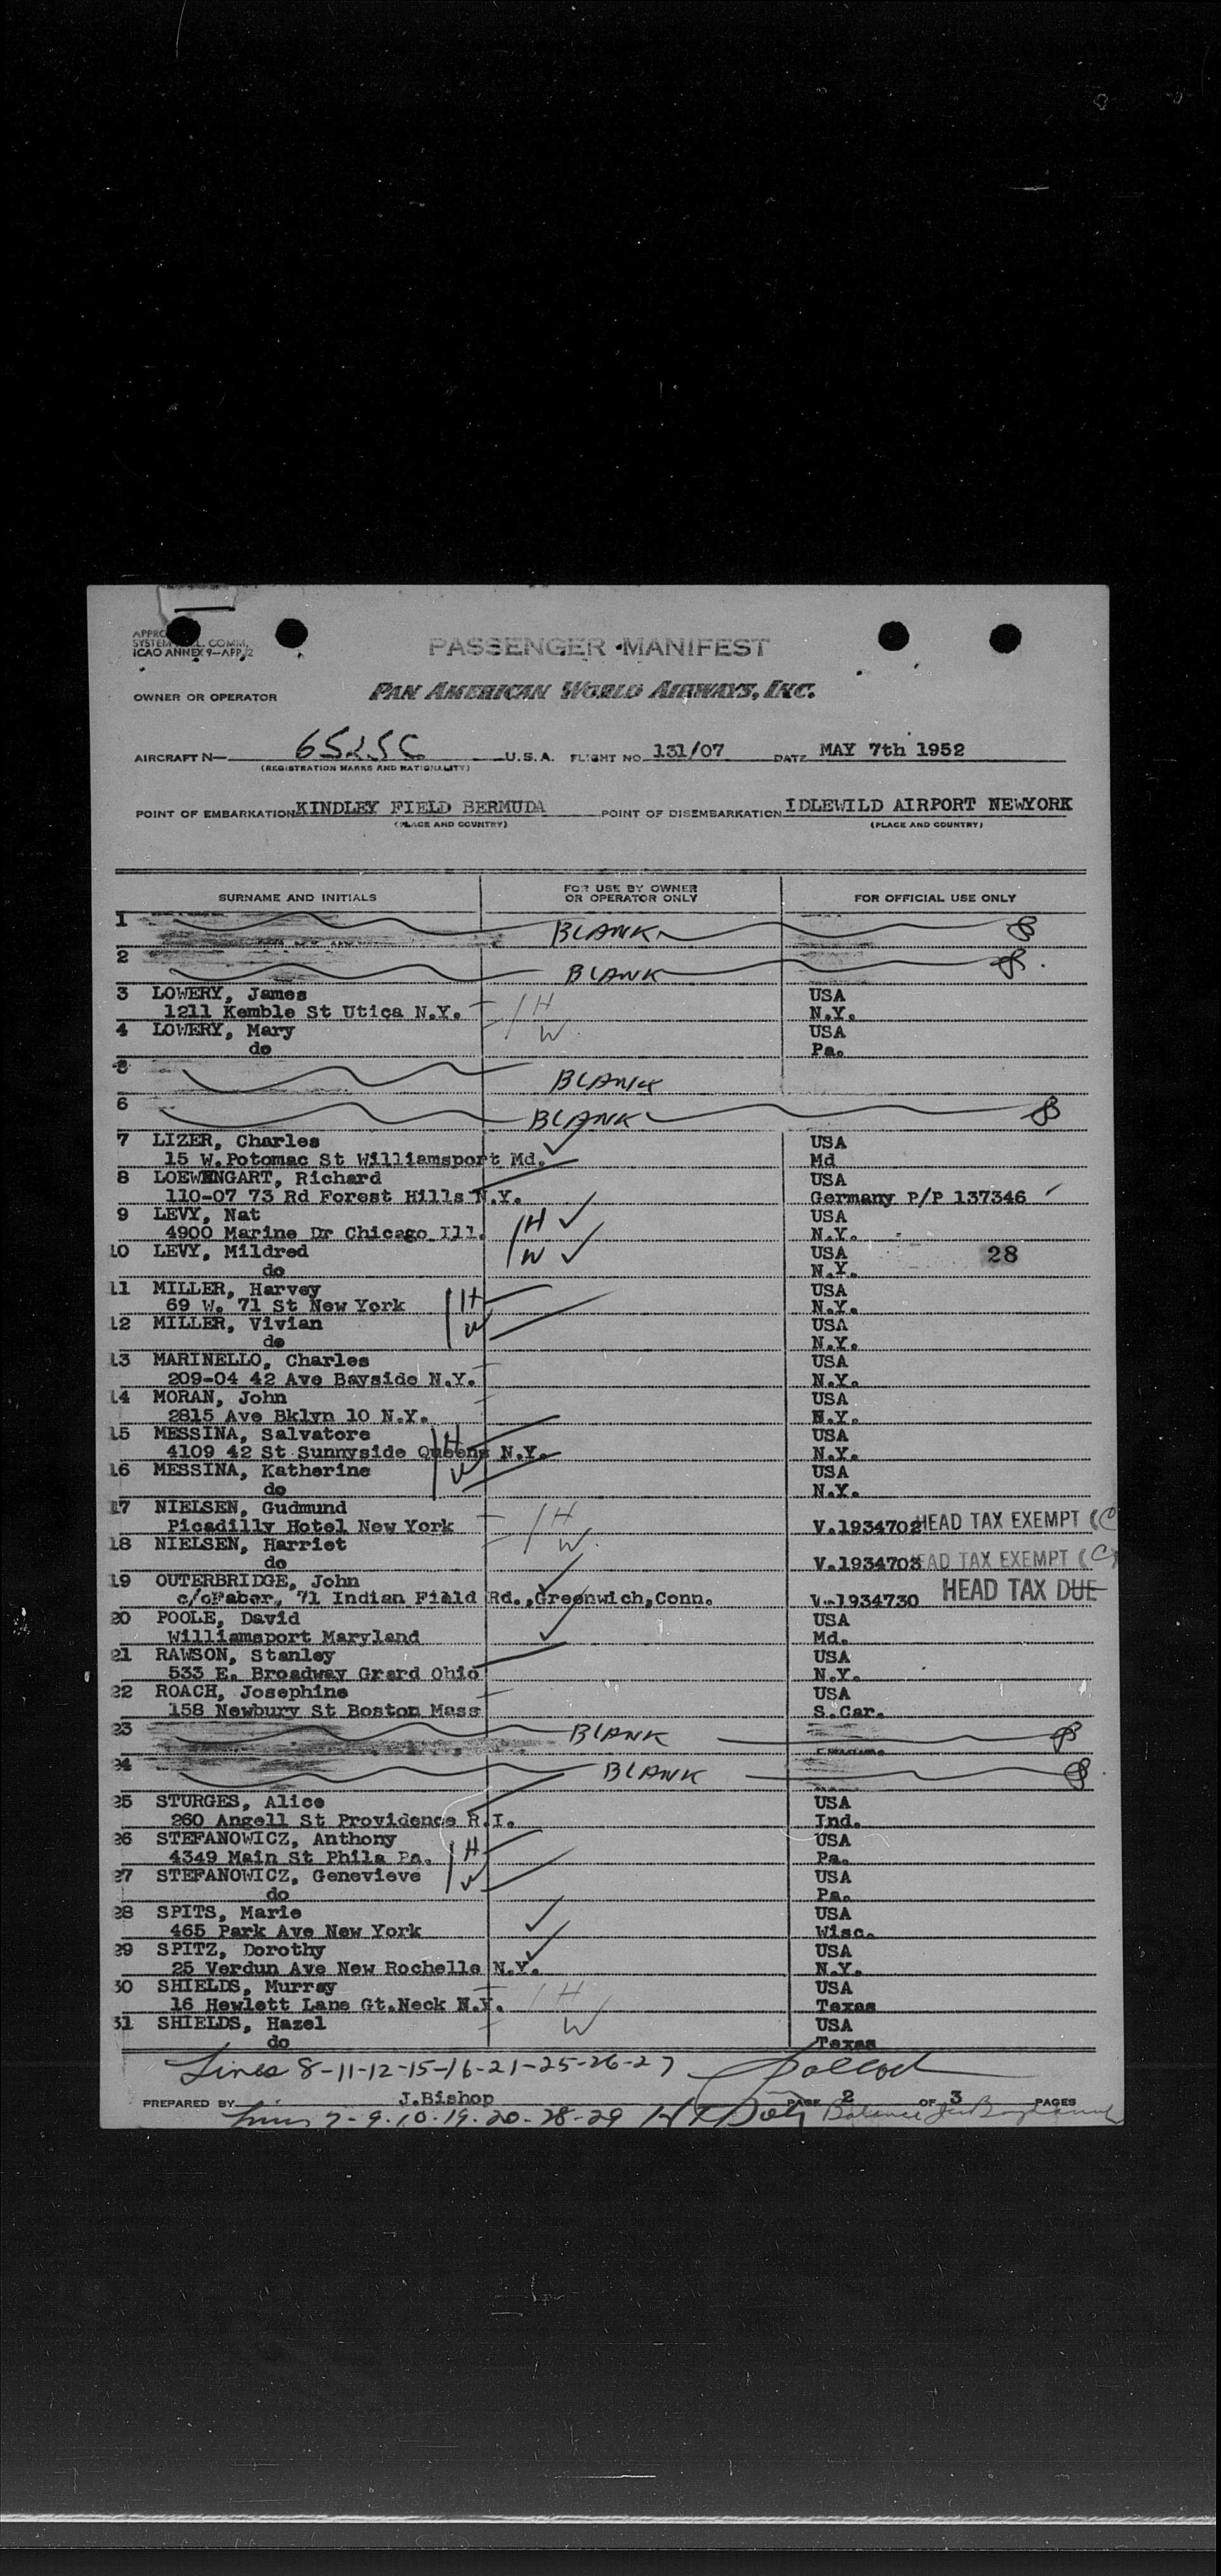 APPRO
SYSTEM L. COMM.
ICAO ANNEX 9—APP. 2
PASSENGER MANIFEST
OWNER OR OPERATOR PAN AMERICAN WORLD AIRWAYS, INC.
AIRCRAFT N— 6525C U.S.A. FLIGHT NO 131/07 DATE MAY 7th 1952
(REGISTRATION MARKS AND NATIONALITY)
POINT OF EMBARKATION KINDLEY FIELD BERMUDA POINT OF DISEMBARKATION IDLEWILD AIRPORT NEWYORK
(PLACE AND COUNTRY) (PLACE AND COUNTRY)
SURNAME AND INITIALS FOR USE BY OWNER OR OPERATOR ONLY FOR OFFICIAL USE ONLY
1 BLANK
2 BLANK
3 LOWERY, James USA
1211 Kemble St Utica N.Y. H N.Y.
4 LOWERY, Mary W USA
do Pa.
5 BLANK
6 BLANK
7 LIZER, Charles USA
15 W. Potomac St Williamsport Md. Md
8 LOEWENGART, Richard USA
110-07 73 Rd Forest Hills N.Y. Germany P/P 137346
9 LEVY, Nat H USA
4900 Marine Dr Chicago Ill. N.Y.
10 LEVY, Mildred W USA 28
do N.Y.
11 MILLER, Harvey H USA
69 W. 71 St New York N.Y.
12 MILLER, Vivian W USA
do N.Y.
13 MARINELLO, Charles USA
209-04 42 Ave Bayside N.Y. N.Y.
14 MORAN, John USA
2815 Ave Bklyn 10 N.Y. N.Y.
15 MESSINA, Salvatore H USA
4109 42 St Sunnyside Queens N.Y. N.Y.
16 MESSINA, Katherine W USA
do N.Y.
17 NIELSEN, Gudmund H
Picadilly Hotel New York V.1934702 HEAD TAX EXEMPT (C
18 NIELSEN, Harriet W.
do V.1934703 EAD TAX EXEMPT (C)
19 OUTERBRIDGE, John
c/oFaber, 71 Indian Field Rd.,Greenwich,Conn. V.1934730 HEAD TAX DUE
20 POOLE, David USA
Williamsport Maryland Md.
21 RAWSON, Stanley USA
533 E. Broadway Grard Ohio N.Y.
22 ROACH, Josephine USA
158 Newbury St Boston Mass S.Car.
23 BLANK
24 BLANK
25 STURGES, Alice USA
260 Angell St Providence R.I. Ind.
26 STEFANOWICZ, Anthony USA
4349 Main St Phila Pa. H Pa.
27 STEFANOWICZ, Genevieve W USA
do Pa.
28 SPITS, Marie USA
465 Park Ave New York Wisc.
29 SPITZ, Dorothy USA
25 Verdun Ave New Rochelle N.Y. N.Y.
30 SHIELDS, Murray USA
16 Hewlett Lane Gt.Neck N.Y. H Texas
31 SHIELDS, Hazel W USA
do Texas
Lines 8-11-12-15-16-21-25-26-27
PREPARED BY J.Bishop PAGE 2 OF 3 PAGES
Lines 7-9-10-19-20-28-29 Balance